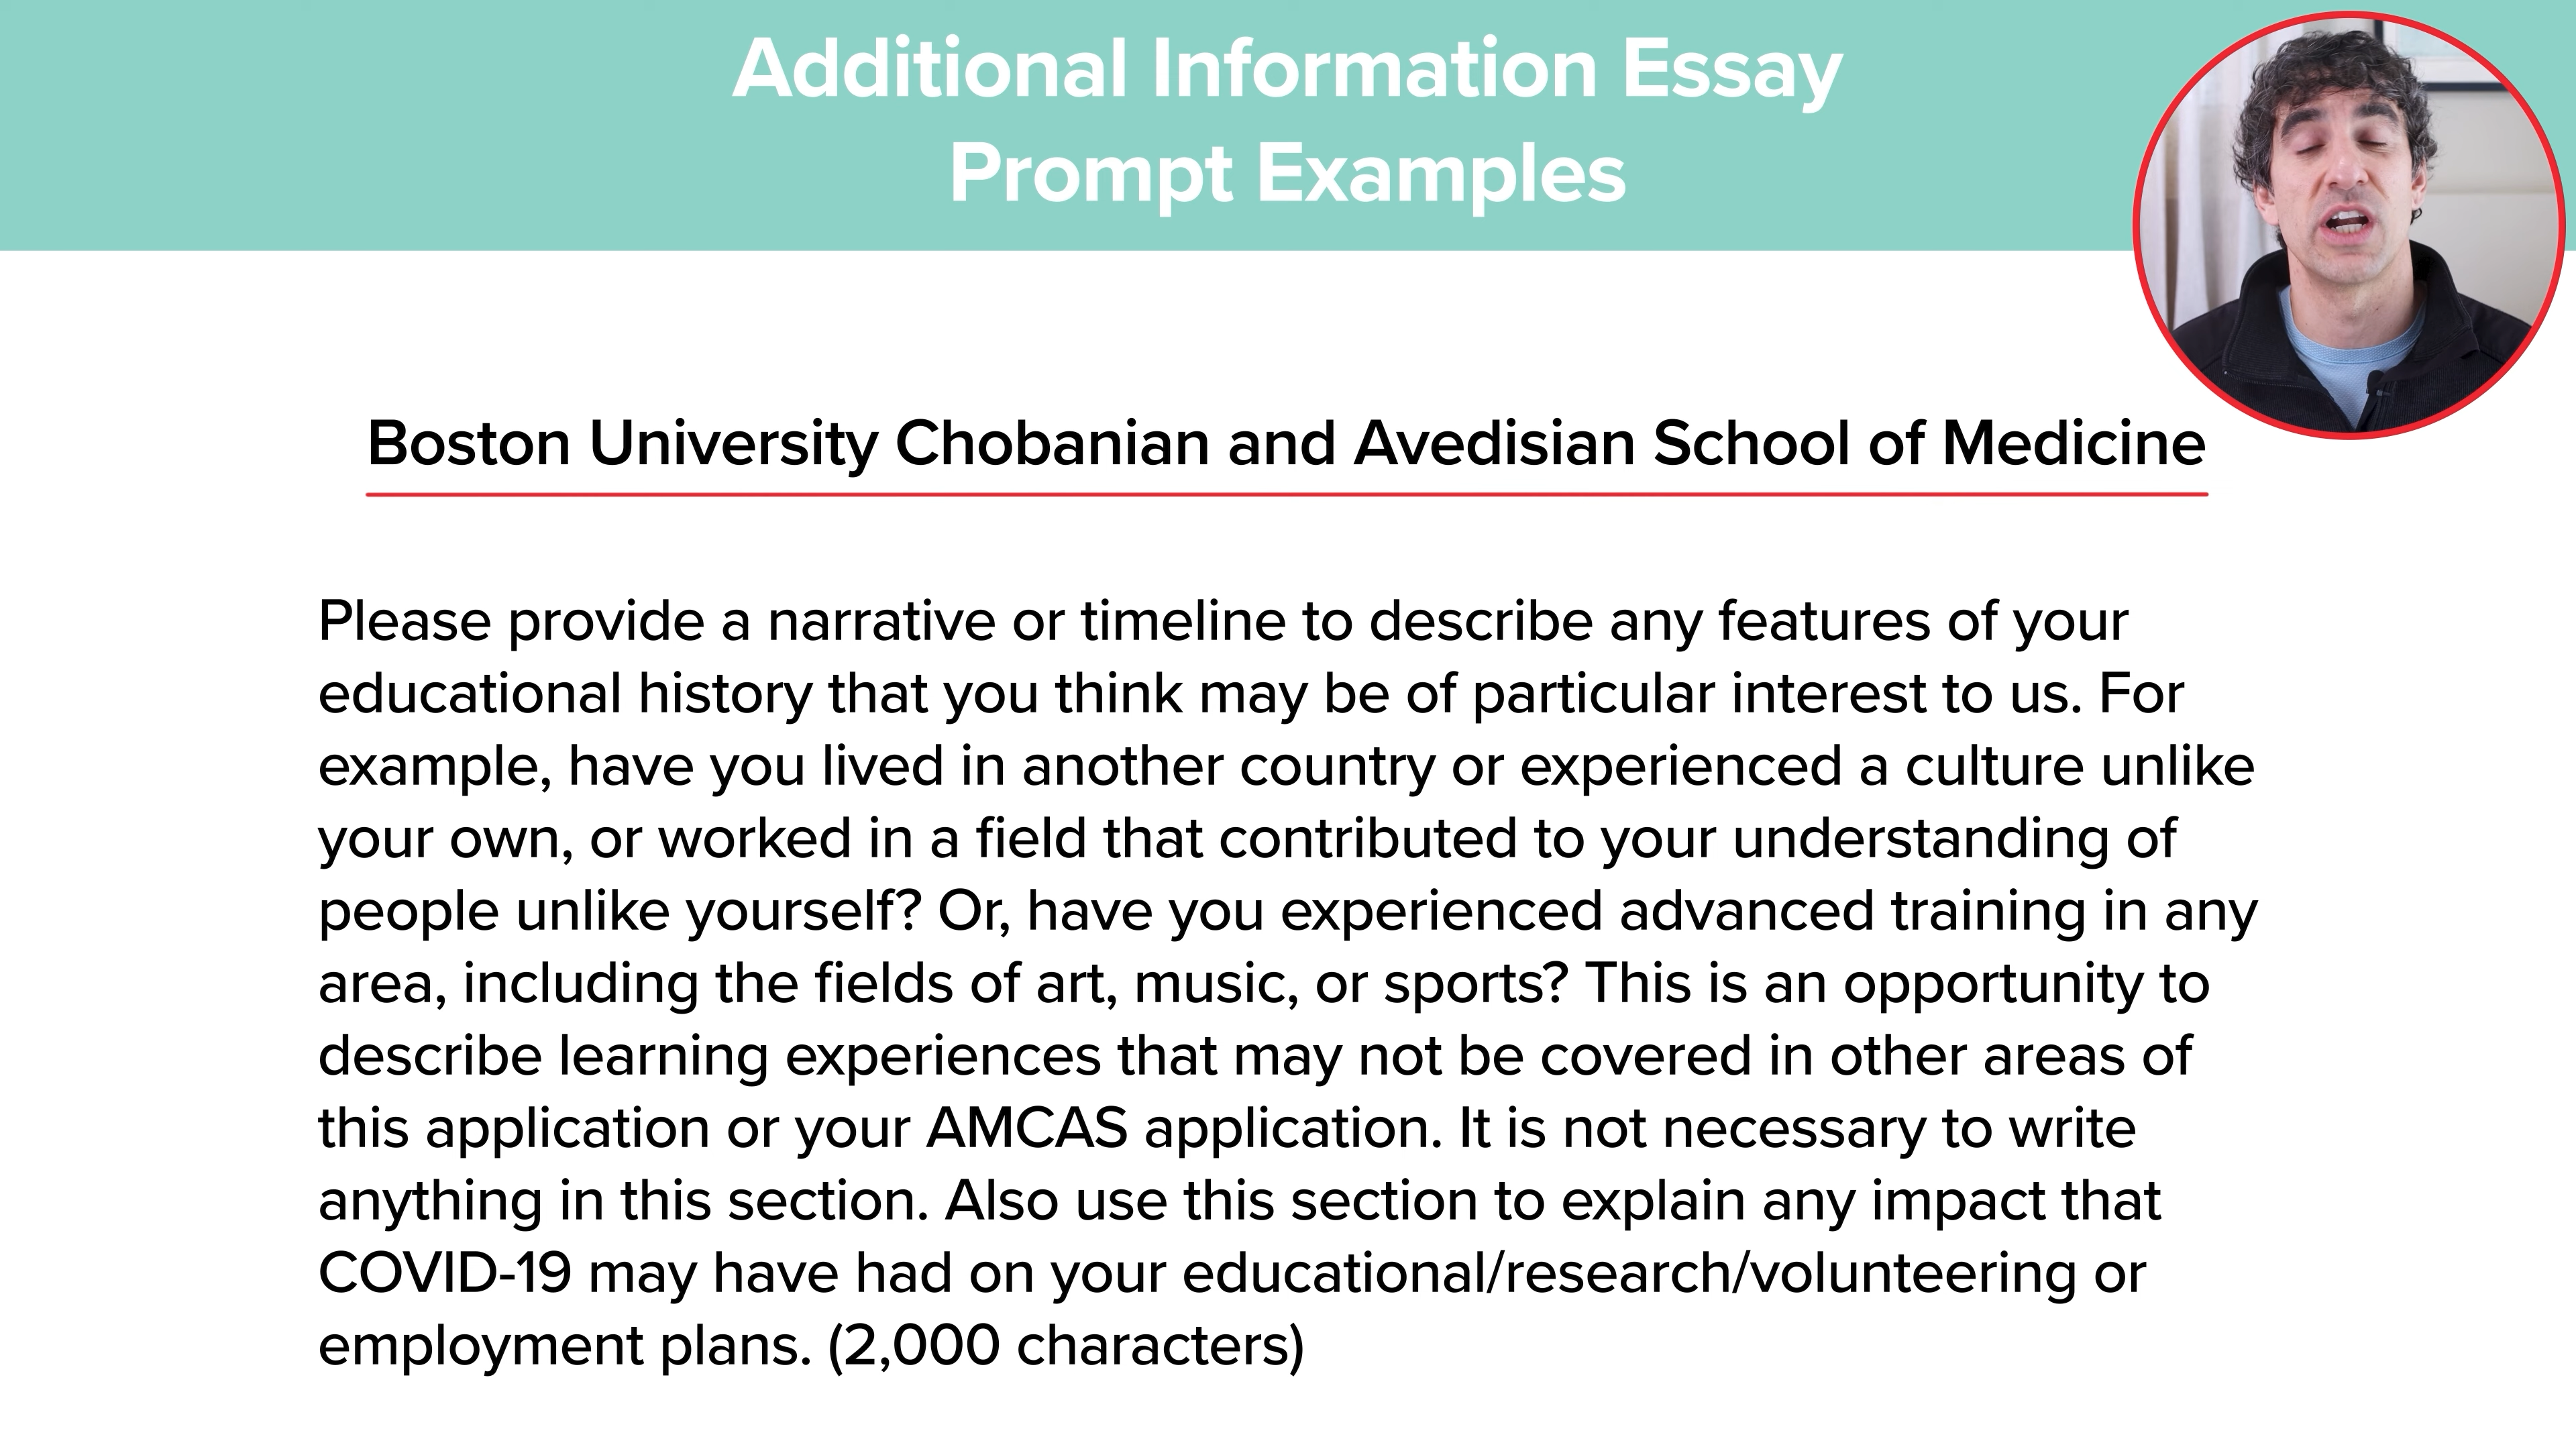 Additional Information Essay
Prompt Examples
Boston University Chobanian and Avedisian School of Medicine
Please provide a narrative or timeline to describe any features of your
educational history that you think may be of particular interest to us. For
example, have you lived in another country or experienced a culture unlike
your own, or worked in a field that contributed to your understanding of
people unlike yourself? Or, have you experienced advanced training in any
area, including the fields of art, music, or sports? This is an opportunity to
describe learning experiences that may not be covered in other areas of
this application or your AMCAS application. It is not necessary to write
anything in this section. Also use this section to explain any impact that
COVID-19 may have had on your educational/research/volunteering or
employment plans. (2,000 characters)